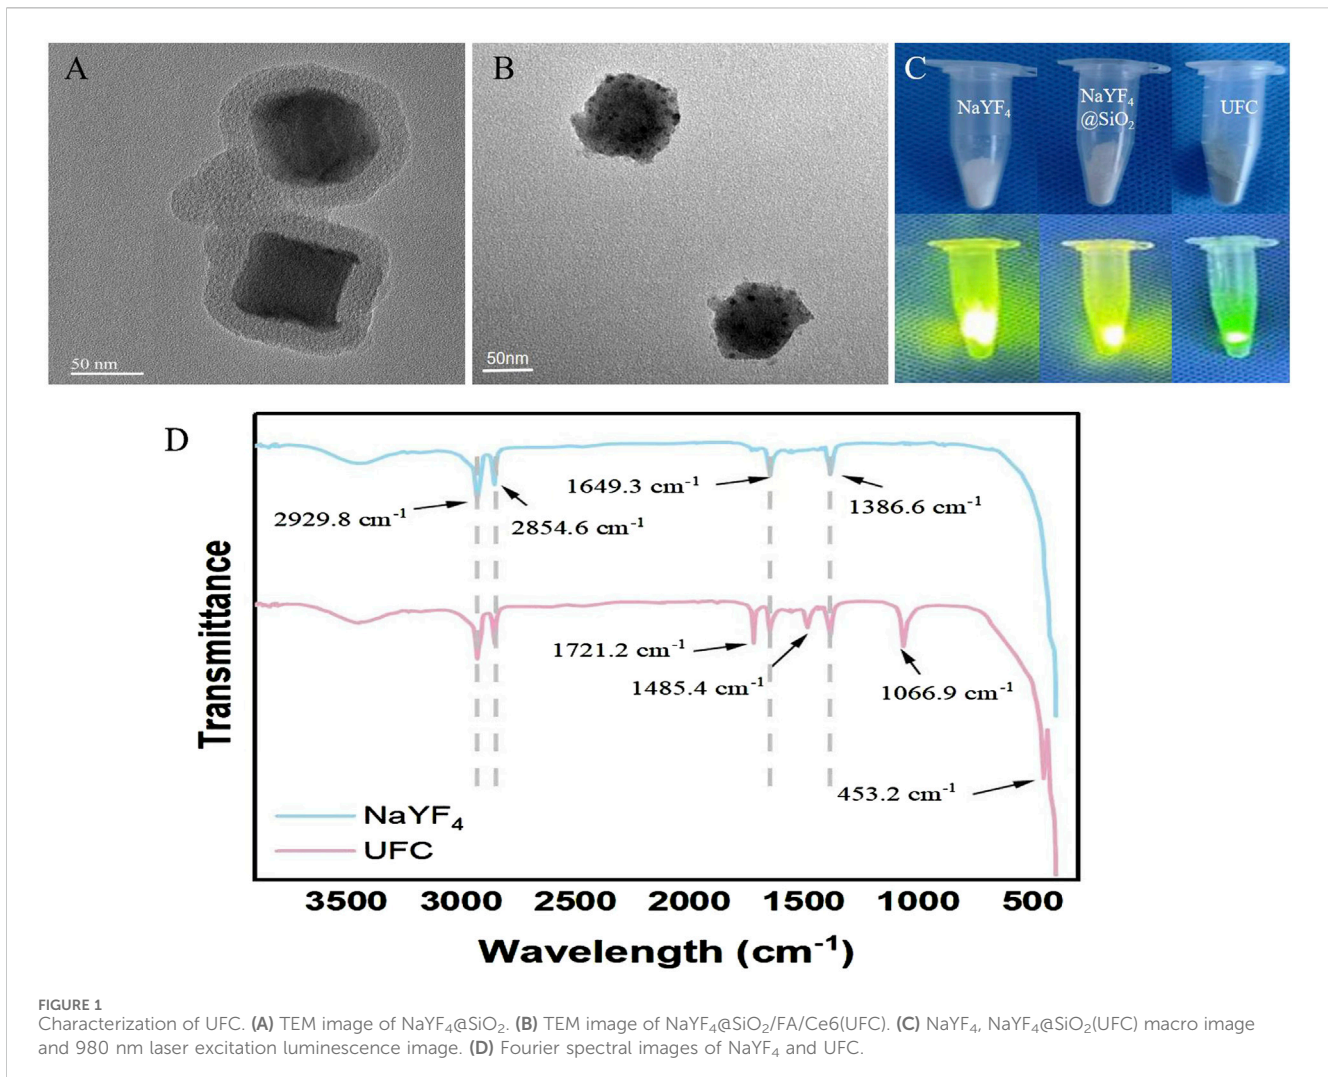 A
B
C
NaYF₄
NaYF₄
@SiO₂
UFC
50 nm
50nm
D
2929.8 cm⁻¹
2854.6 cm⁻¹
1649.3 cm⁻¹
1386.6 cm⁻¹
1721.2 cm⁻¹
1485.4 cm⁻¹
1066.9 cm⁻¹
453.2 cm⁻¹
Transmittance
NaYF₄
UFC
3500 3000 2500 2000 1500 1000 500
Wavelength (cm⁻¹)
FIGURE 1
Characterization of UFC. (A) TEM image of NaYF₄@SiO₂. (B) TEM image of NaYF₄@SiO₂/FA/Ce6(UFC). (C) NaYF₄, NaYF₄@SiO₂(UFC) macro image
and 980 nm laser excitation luminescence image. (D) Fourier spectral images of NaYF₄ and UFC.